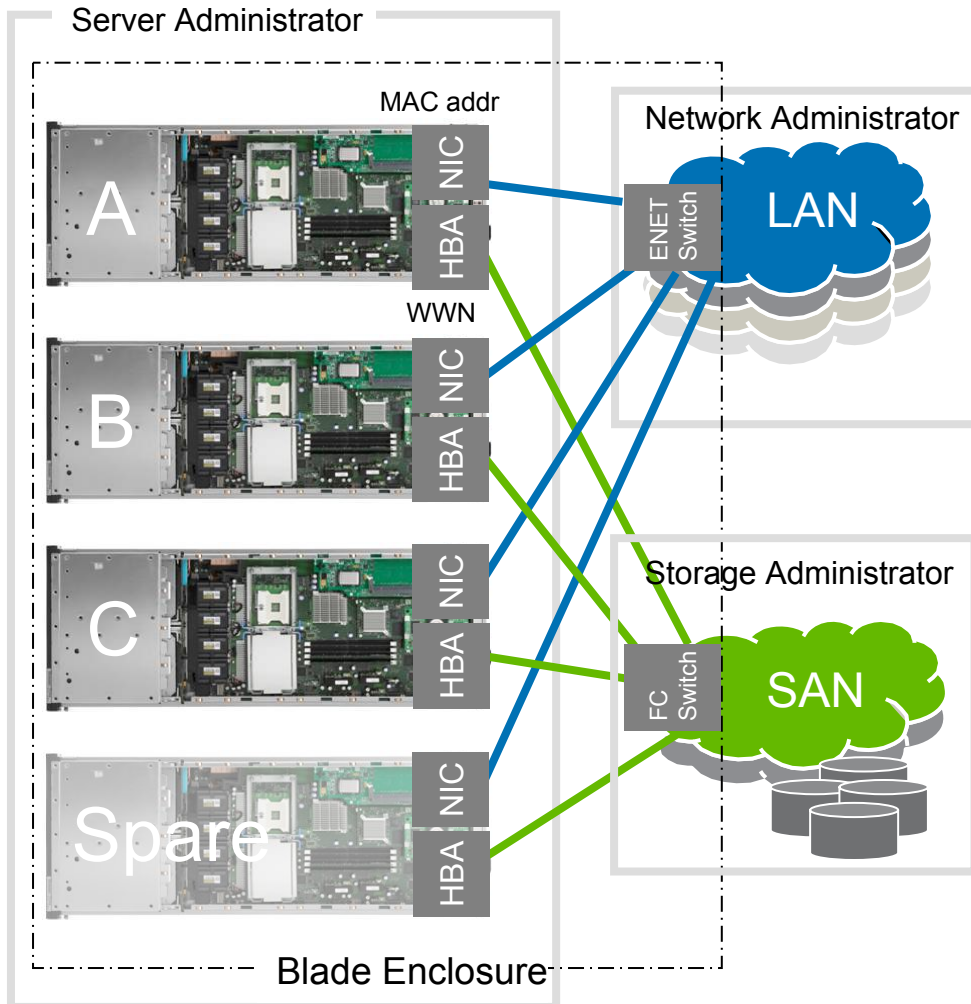 Server Administrator
MAC addr
A
NIC
HBA
WWN
B
NIC
HBA
C
NIC
HBA
Spare
NIC
HBA
Blade Enclosure
Network Administrator
ENET
Switch
LAN
Storage Administrator
FC
Switch
SAN